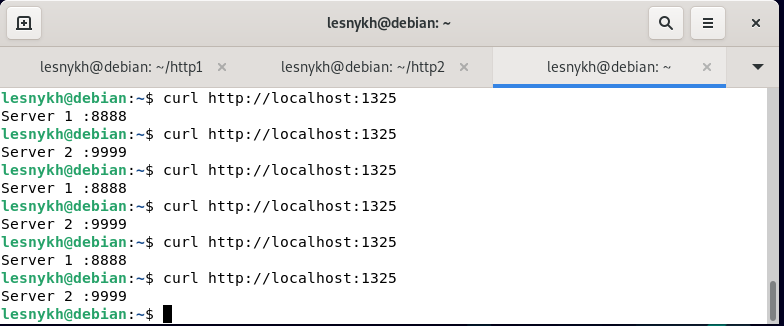 lesnykh@debian: ~
lesnykh@debian: ~/http1
lesnykh@debian: ~/http2
lesnykh@debian: ~
lesnykh@debian:~$ curl http://localhost:1325
Server 1 :8888
lesnykh@debian:~$ curl http://localhost:1325
Server 2 :9999
lesnykh@debian:~$ curl http://localhost:1325
Server 1 :8888
lesnykh@debian:~$ curl http://localhost:1325
Server 2 :9999
lesnykh@debian:~$ curl http://localhost:1325
Server 1 :8888
lesnykh@debian:~$ curl http://localhost:1325
Server 2 :9999
lesnykh@debian:~$